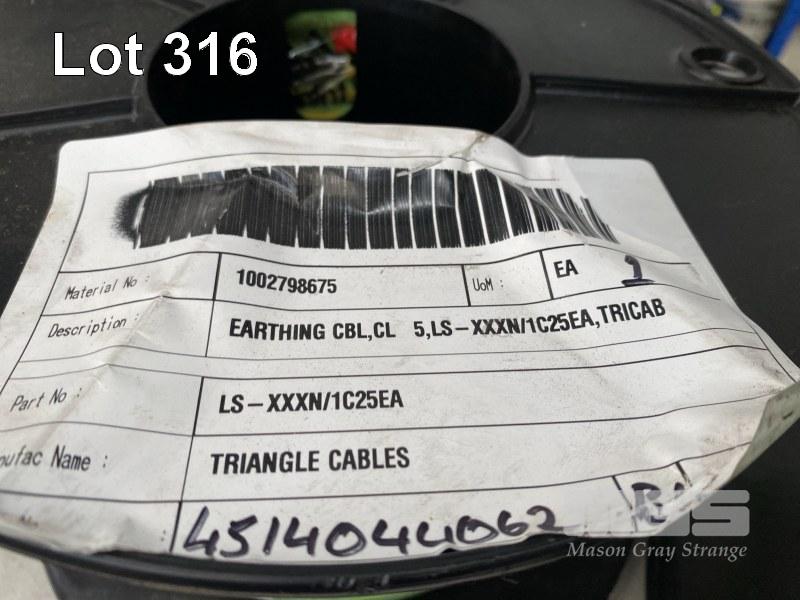 Lot 316
Material No : 1002798675 UoM : EA 1
Description : EARTHING CBL,CL 5,LS-XXXN/1C25EA,TRICAB
Part No : LS-XXXN/1C25EA
Name : TRIANGLE CABLES
4514044062
Mason Gray Strange